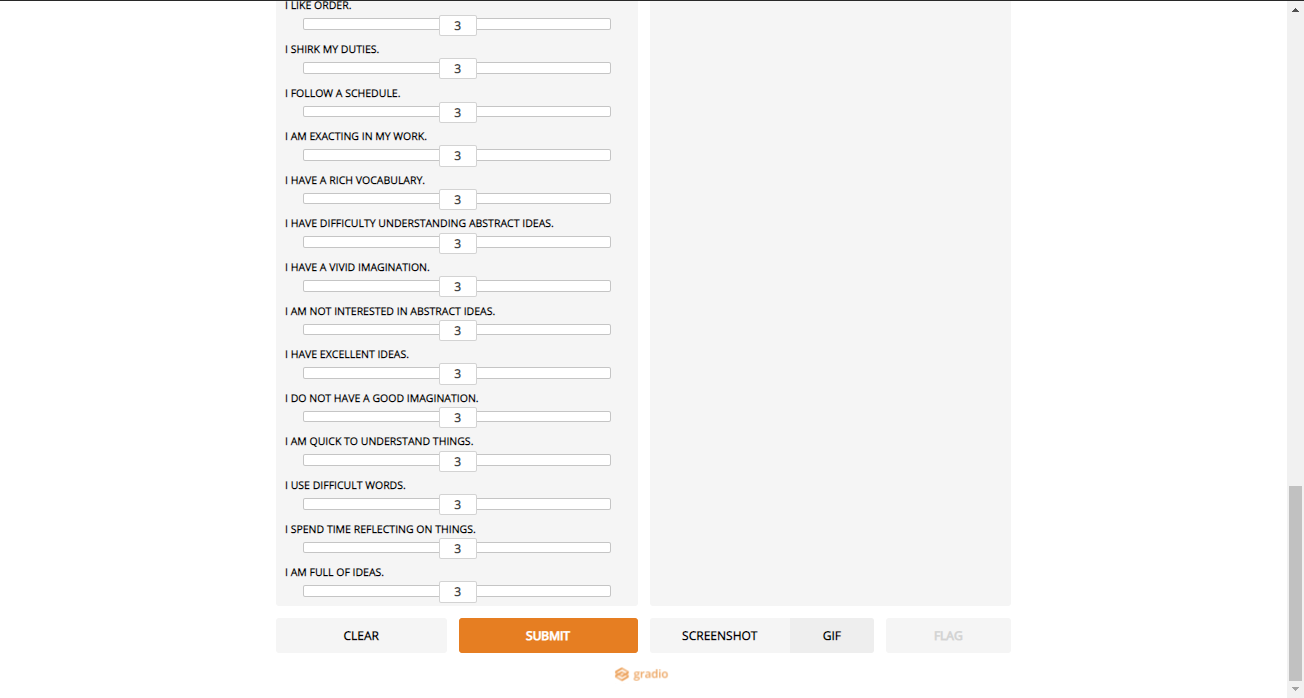 I LIKE ORDER.
3
I SHIRK MY DUTIES.
3
I FOLLOW A SCHEDULE.
3
I AM EXACTING IN MY WORK.
3
I HAVE A RICH VOCABULARY.
3
I HAVE DIFFICULTY UNDERSTANDING ABSTRACT IDEAS.
3
I HAVE A VIVID IMAGINATION.
3
I AM NOT INTERESTED IN ABSTRACT IDEAS.
3
I HAVE EXCELLENT IDEAS.
3
I DO NOT HAVE A GOOD IMAGINATION.
3
I AM QUICK TO UNDERSTAND THINGS.
3
I USE DIFFICULT WORDS.
3
I SPEND TIME REFLECTING ON THINGS.
3
I AM FULL OF IDEAS.
3
CLEAR SUBMIT SCREENSHOT GIF FLAG
gradio